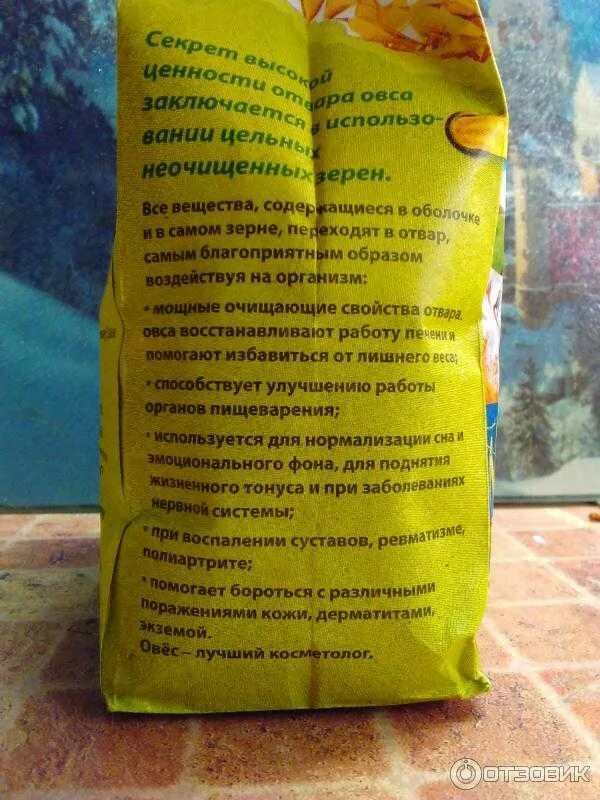 Секрет высокой
ценности отвара овса
заключается в использо-
вании цельных
неочищенных зерен.
Все вещества, содержащиеся в оболочке
и в самом зерне, переходят в отвар,
самым благоприятным образом
воздействуя на организм:
• мощные очищающие свойства отвара
овса восстанавливают работу печени и
помогают избавиться от лишнего веса;
• способствует улучшению работы
органов пищеварения;
• используется для нормализации сна и
эмоционального фона, для поднятия
жизненного тонуса и при заболеваниях
нервной системы;
• при воспалении суставов, ревматизме,
полиартрите;
• помогает бороться с различными
поражениями кожи, дерматитами,
экземой.
Овёс – лучший косметолог.
ОТЗОВИК